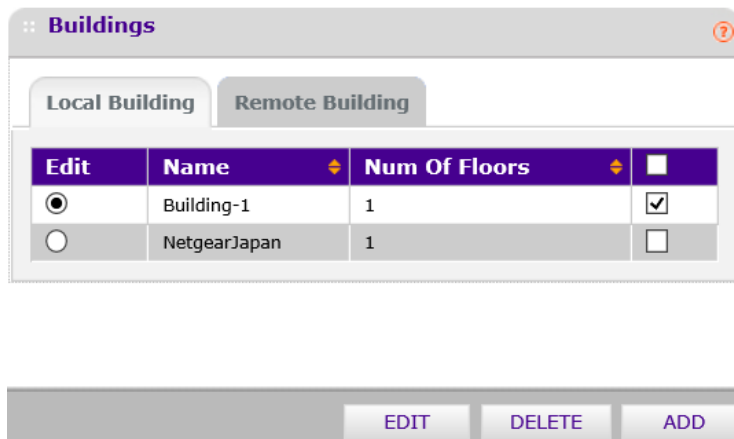 Buildings
?
Local Building Remote Building
Edit Name Num Of Floors
Building-1 1
NetgearJapan 1
EDIT DELETE ADD